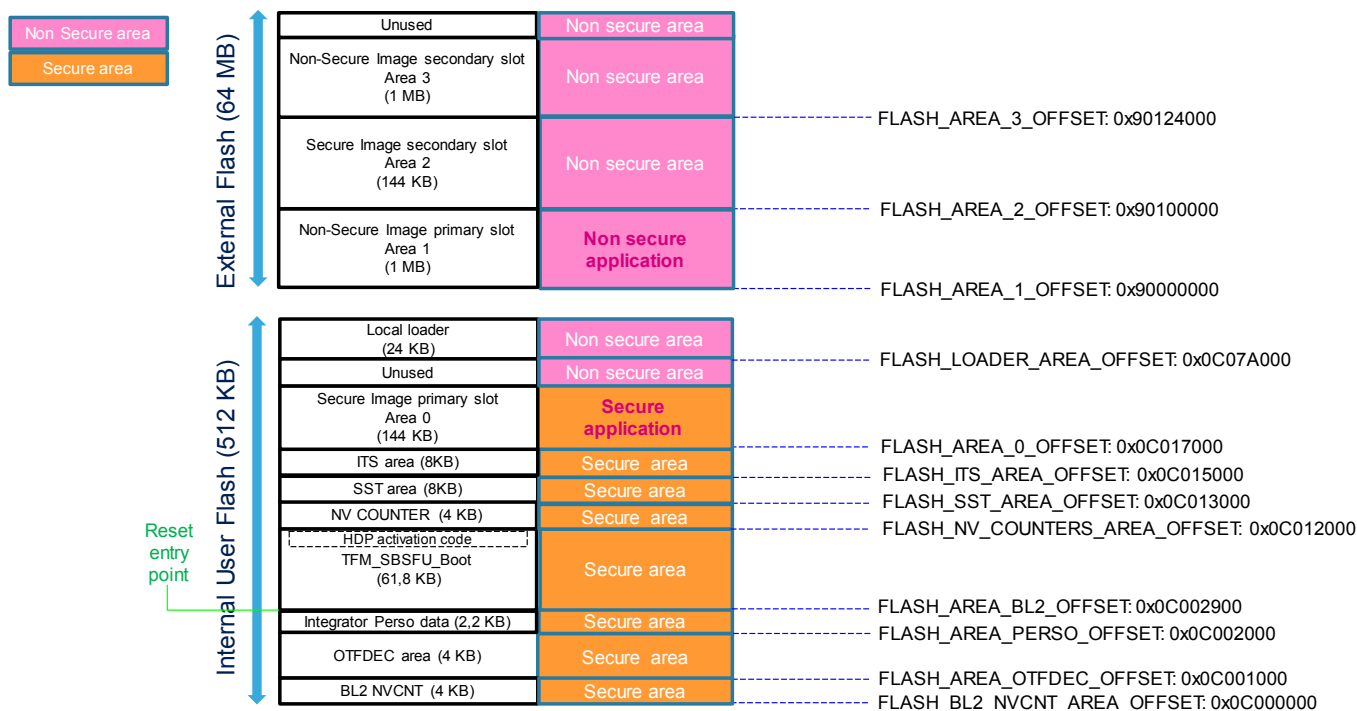 Non Secure area
Secure area
External Flash (64 MB)
Unused
Non secure area
Non-Secure Image secondary slot
Area 3
(1 MB)
Non secure area
FLASH_AREA_3_OFFSET: 0x90124000
Secure Image secondary slot
Area 2
(144 KB)
Non secure area
FLASH_AREA_2_OFFSET: 0x90100000
Non-Secure Image primary slot
Area 1
(1 MB)
Non secure
application
FLASH_AREA_1_OFFSET: 0x90000000
Internal User Flash (512 KB)
Local loader
(24 KB)
Non secure area
FLASH_LOADER_AREA_OFFSET: 0x0C07A000
Unused
Non secure area
Secure Image primary slot
Area 0
(144 KB)
Secure
application
FLASH_AREA_0_OFFSET: 0x0C017000
ITS area (8KB)
Secure area
FLASH_ITS_AREA_OFFSET: 0x0C015000
SST area (8KB)
Secure area
FLASH_SST_AREA_OFFSET: 0x0C013000
NV COUNTER (4 KB)
Secure area
FLASH_NV_COUNTERS_AREA_OFFSET: 0x0C012000
Reset
entry
point
HDP activation code
TFM_SBSFU_Boot
(61,8 KB)
Secure area
FLASH_AREA_BL2_OFFSET: 0x0C002900
Integrator Perso data (2,2 KB)
Secure area
FLASH_AREA_PERSO_OFFSET: 0x0C002000
OTFDEC area (4 KB)
Secure area
FLASH_AREA_OTFDEC_OFFSET: 0x0C001000
BL2 NVCNT (4 KB)
Secure area
FLASH_BL2_NVCNT_AREA_OFFSET: 0x0C000000